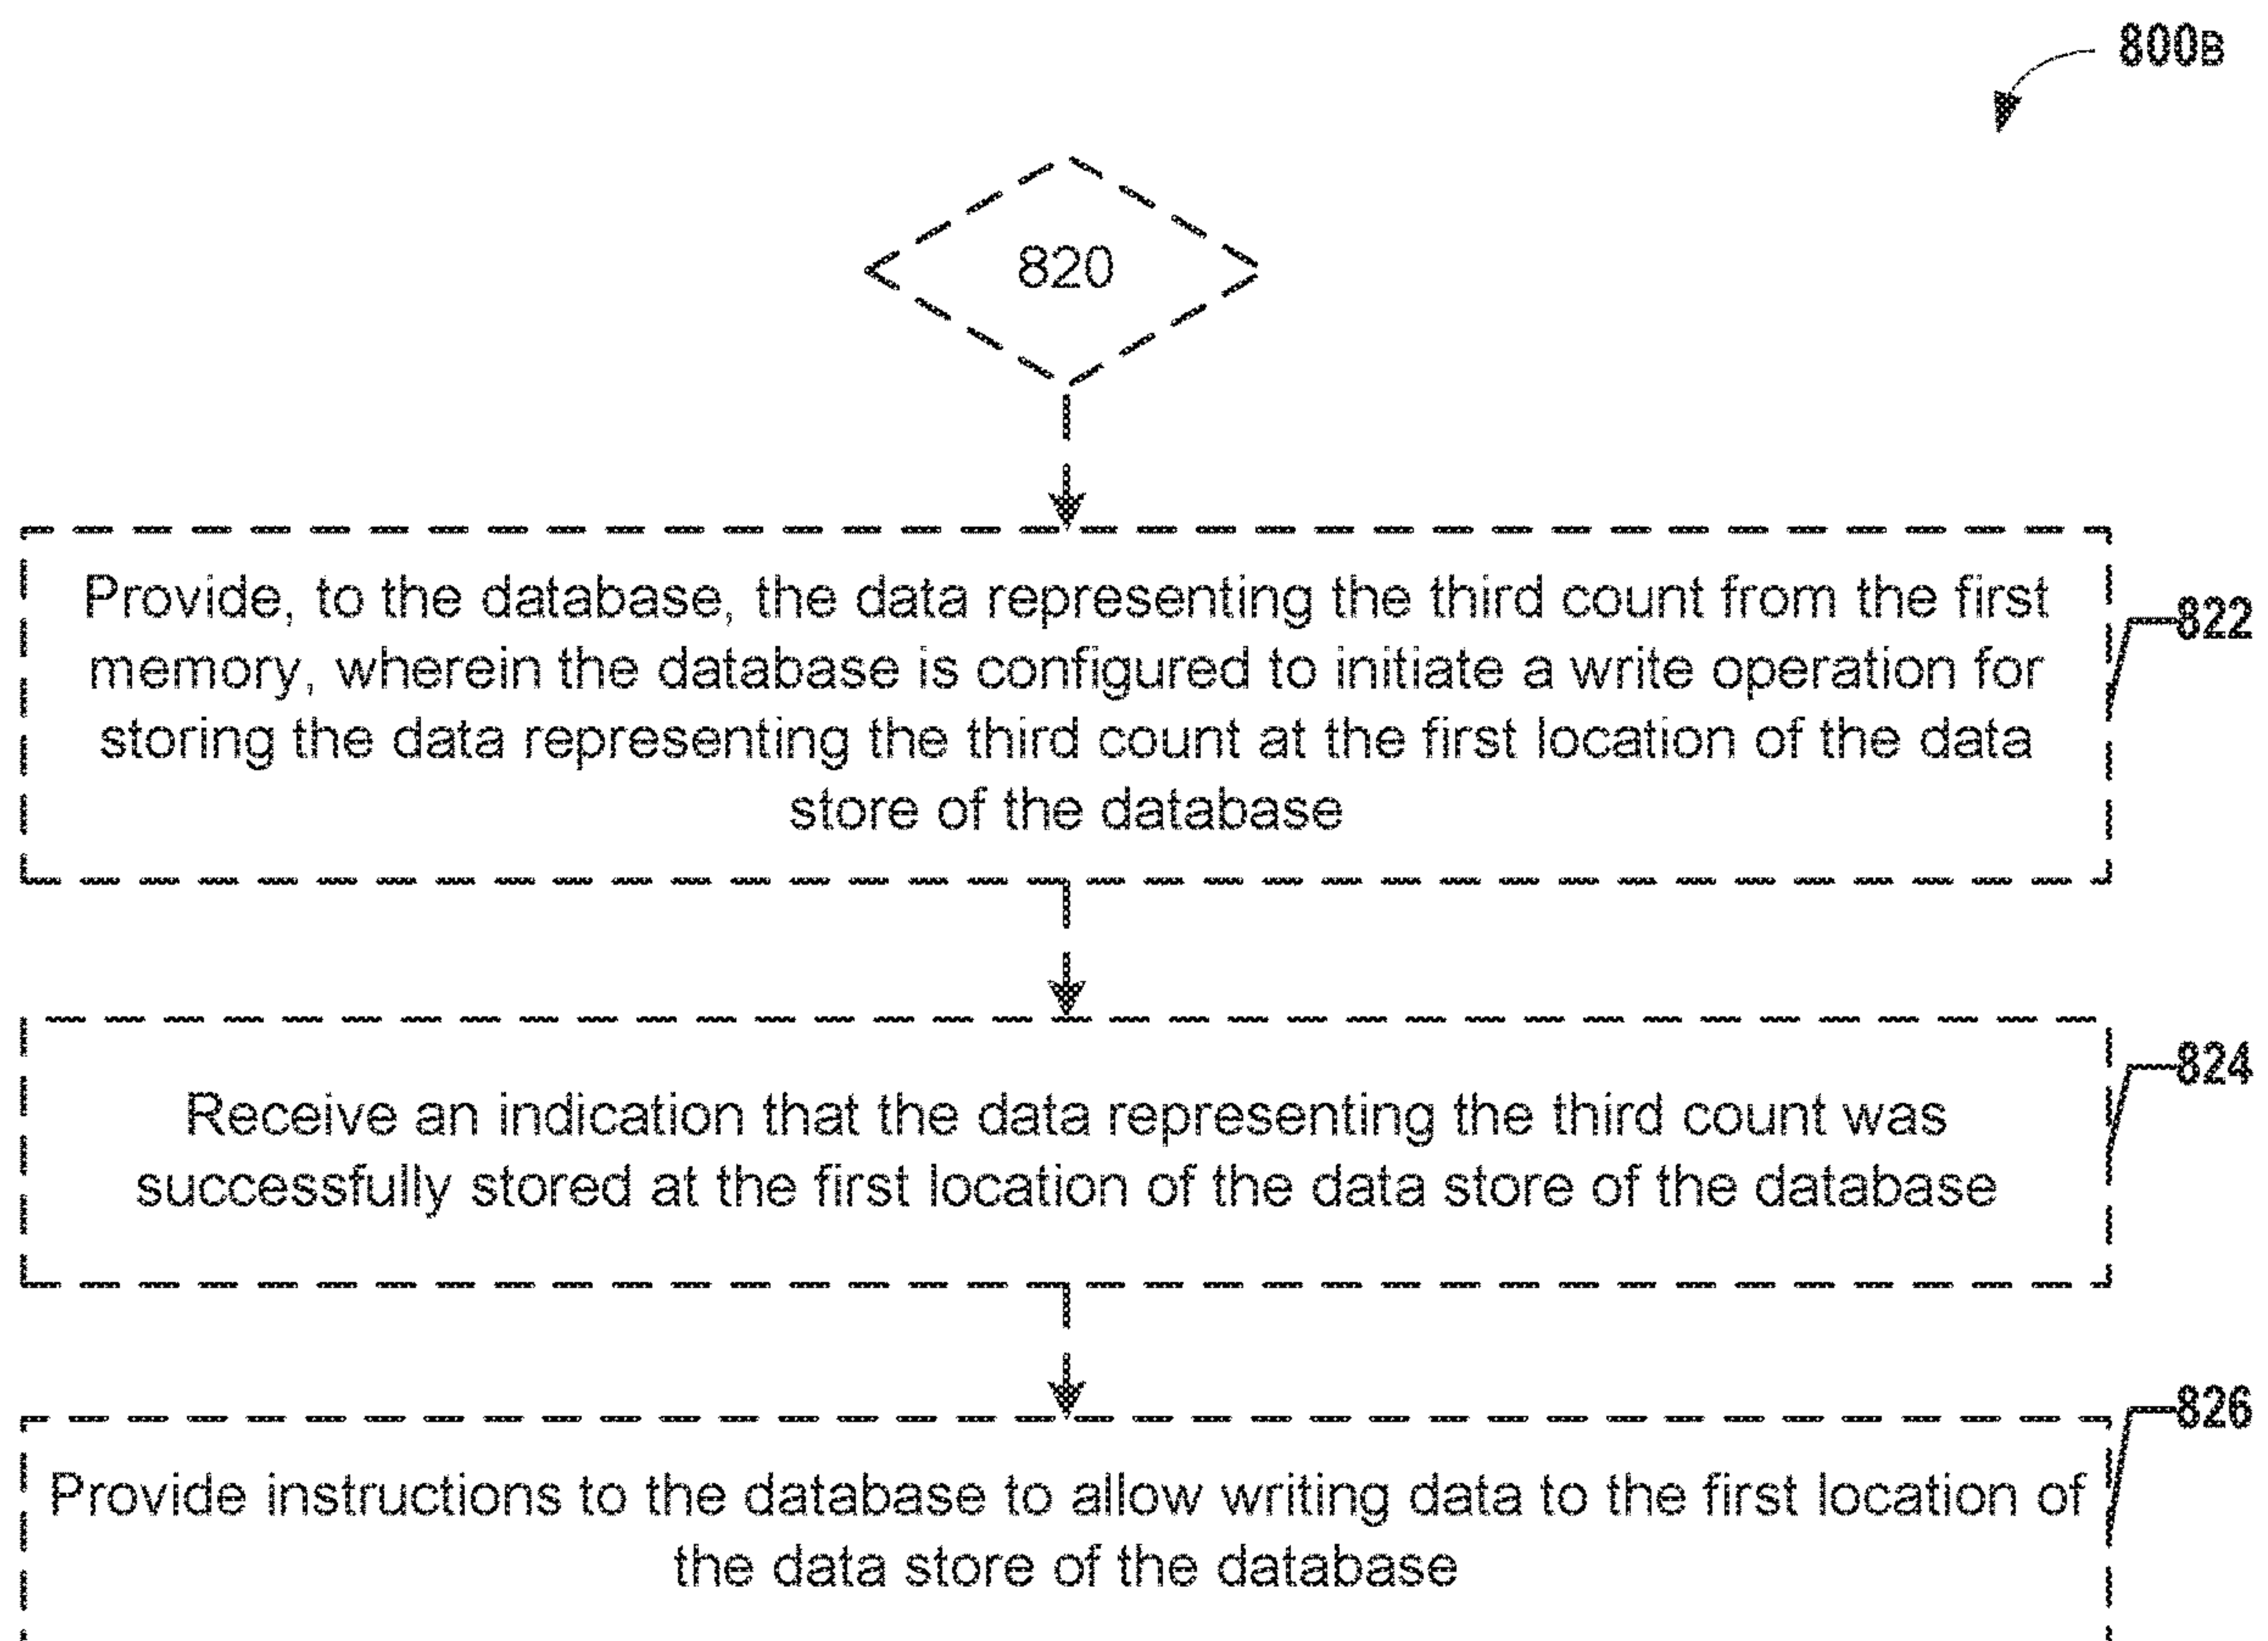 800B
820
Provide, to the database, the data representing the third count from the first
memory, wherein the database is configured to initiate a write operation for
storing the data representing the third count at the first location of the data
store of the database
822
Receive an indication that the data representing the third count was
successfully stored at the first location of the data store of the database
824
Provide instructions to the database to allow writing data to the first location of
the data store of the database
826